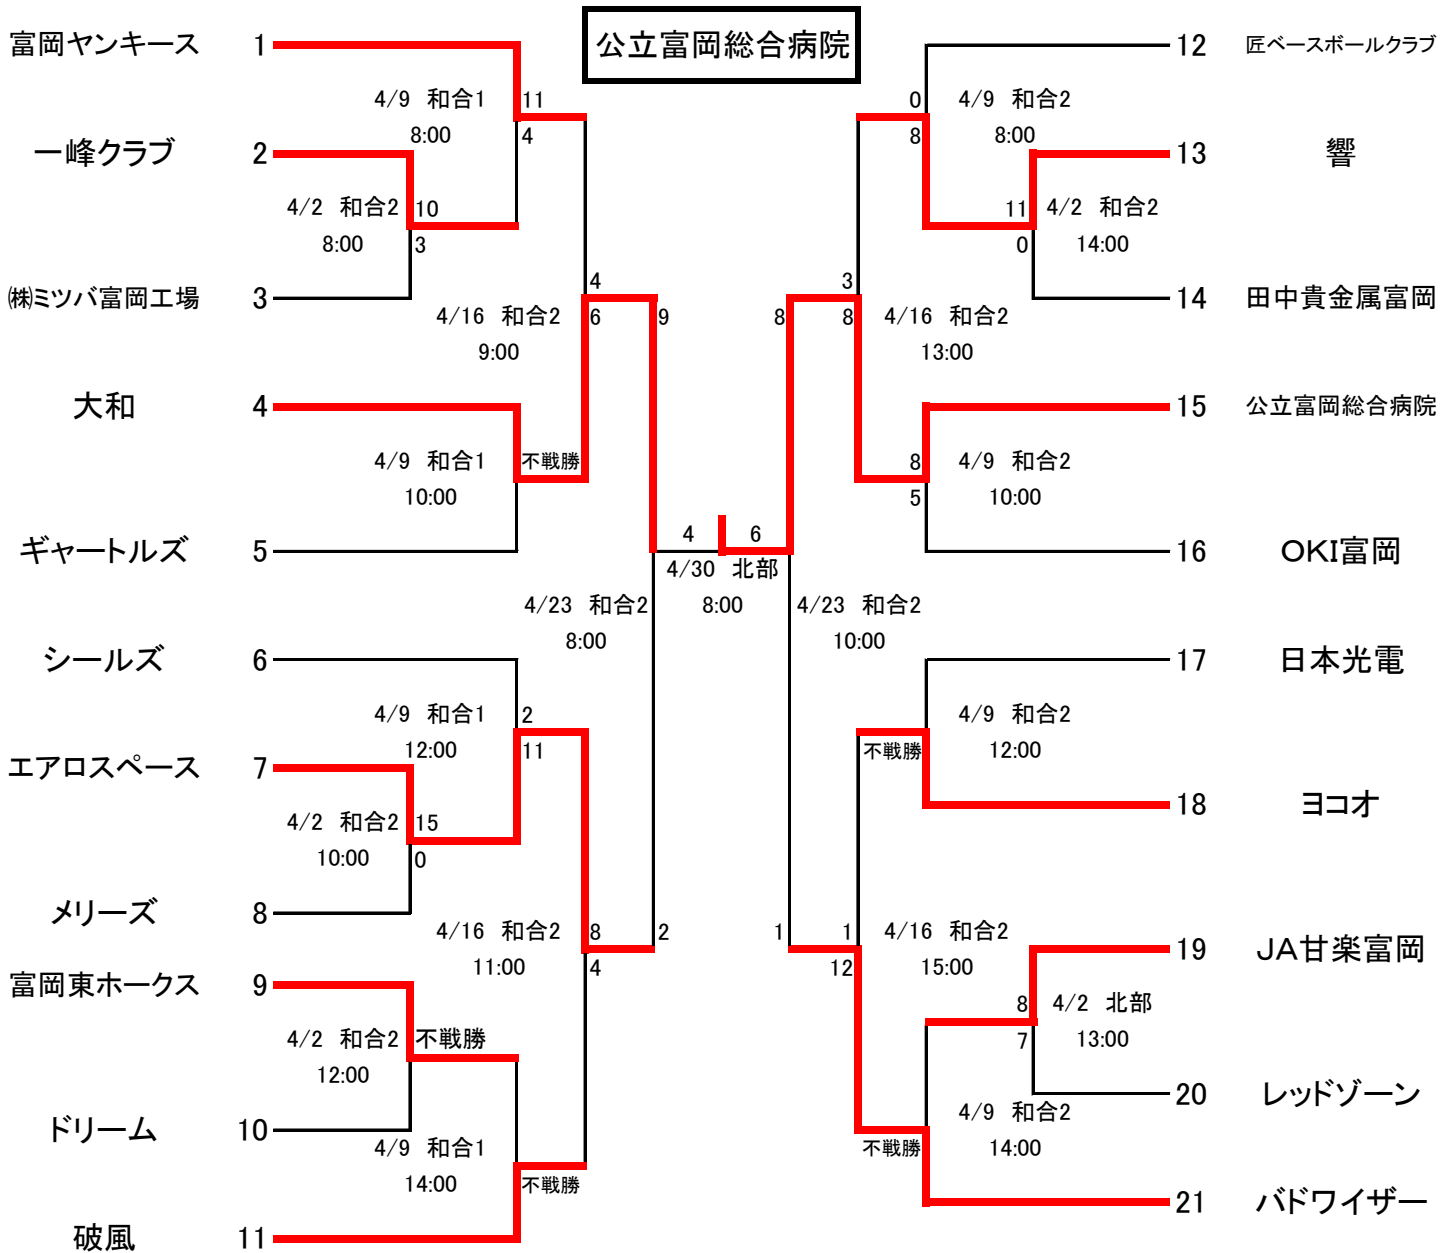 公立富岡総合病院
富岡ヤンキース 1
4/9 和合1 11
8:00 4
一峰クラブ 2
4/2 和合2 10
8:00 3
㈱ミツバ富岡工場 3
4
4/16 和合2 6 9
9:00
大和 4
4/9 和合1 不戦勝
10:00
ギャートルズ 5
4 6
4/30 北部
8:00
4/23 和合2
8:00
シールズ 6
4/9 和合1 2
12:00 11
エアロスペース 7
4/2 和合2 15
10:00 0
メリーズ 8
4/16 和合2 8 2
11:00 4
富岡東ホークス 9
4/2 和合2 不戦勝
12:00
ドリーム 10
4/9 和合1
14:00 不戦勝
破風 11
12 匠ベースボールクラブ
0 4/9 和合2
8 8:00
13 響
11 4/2 和合2
0 14:00
14 田中貴金属富岡
3
8 8 4/16 和合2
13:00
15 公立富岡総合病院
8 4/9 和合2
5 10:00
16 OKI富岡
4/23 和合2
10:00
17 日本光電
4/9 和合2
不戦勝 12:00
18 ヨコオ
1 1 4/16 和合2
12 15:00
19 JA甘楽富岡
8 4/2 北部
7 13:00
20 レッドゾーン
4/9 和合2
不戦勝 14:00
21 バドワイザー